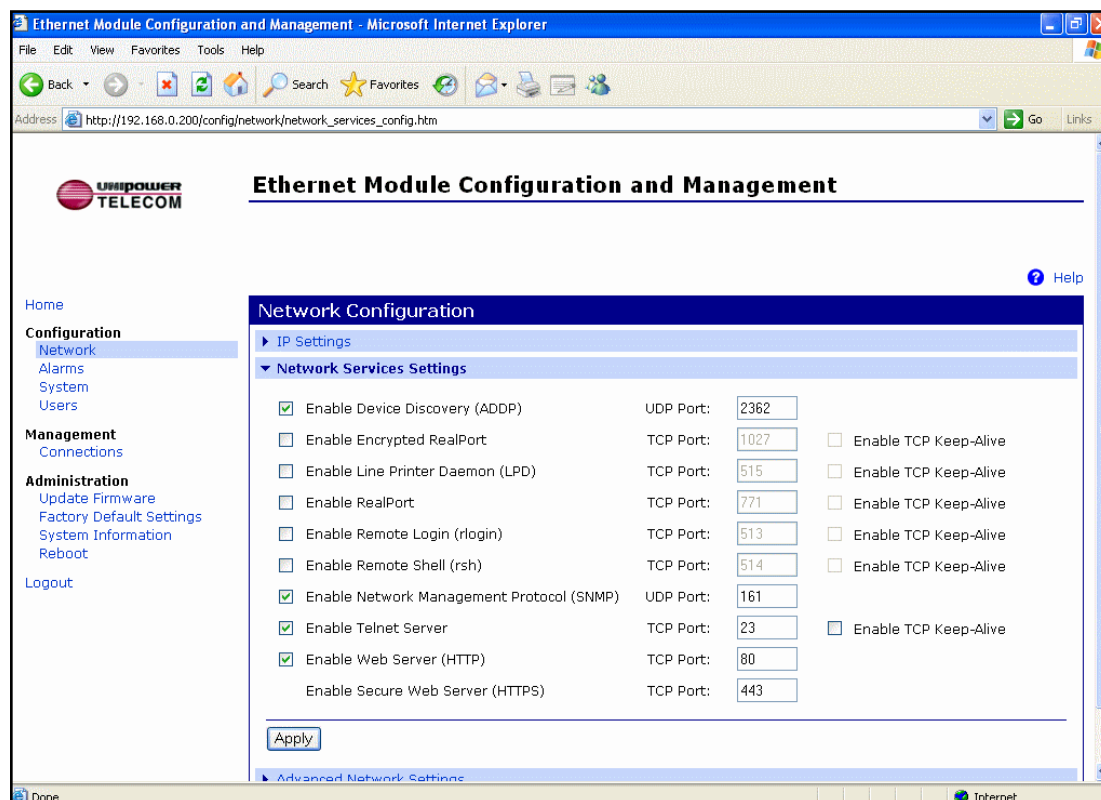 Ethernet Module Configuration and Management - Microsoft Internet Explorer
File Edit View Favorites Tools Help
Back Search Favorites
Address http://192.168.0.200/config/network/network_services_config.htm Go Links
UNIPOWER
TELECOM
Ethernet Module Configuration and Management
Help
Home
Configuration
Network
Alarms
System
Users
Management
Connections
Administration
Update Firmware
Factory Default Settings
System Information
Reboot
Logout
Network Configuration
IP Settings
Network Services Settings
Enable Device Discovery (ADDP) UDP Port: 2362
Enable Encrypted RealPort TCP Port: 1027 Enable TCP Keep-Alive
Enable Line Printer Daemon (LPD) TCP Port: 515 Enable TCP Keep-Alive
Enable RealPort TCP Port: 771 Enable TCP Keep-Alive
Enable Remote Login (rlogin) TCP Port: 513 Enable TCP Keep-Alive
Enable Remote Shell (rsh) TCP Port: 514 Enable TCP Keep-Alive
Enable Network Management Protocol (SNMP) UDP Port: 161
Enable Telnet Server TCP Port: 23 Enable TCP Keep-Alive
Enable Web Server (HTTP) TCP Port: 80
Enable Secure Web Server (HTTPS) TCP Port: 443
Apply
Advanced Network Settings
Done Internet